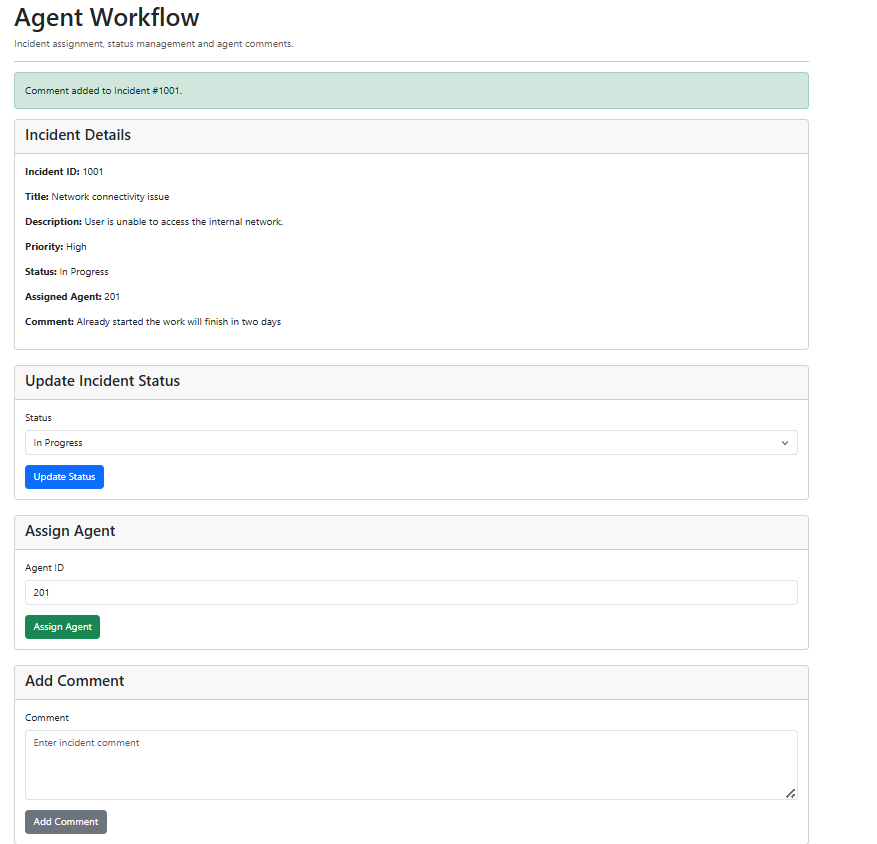 Agent Workflow
Incident assignment, status management and agent comments.
Comment added to Incident #1001.
Incident Details
Incident ID: 1001
Title: Network connectivity issue
Description: User is unable to access the internal network.
Priority: High
Status: In Progress
Assigned Agent: 201
Comment: Already started the work will finish in two days
Update Incident Status
Status
In Progress
Update Status
Assign Agent
Agent ID
201
Assign Agent
Add Comment
Comment
Enter incident comment
Add Comment